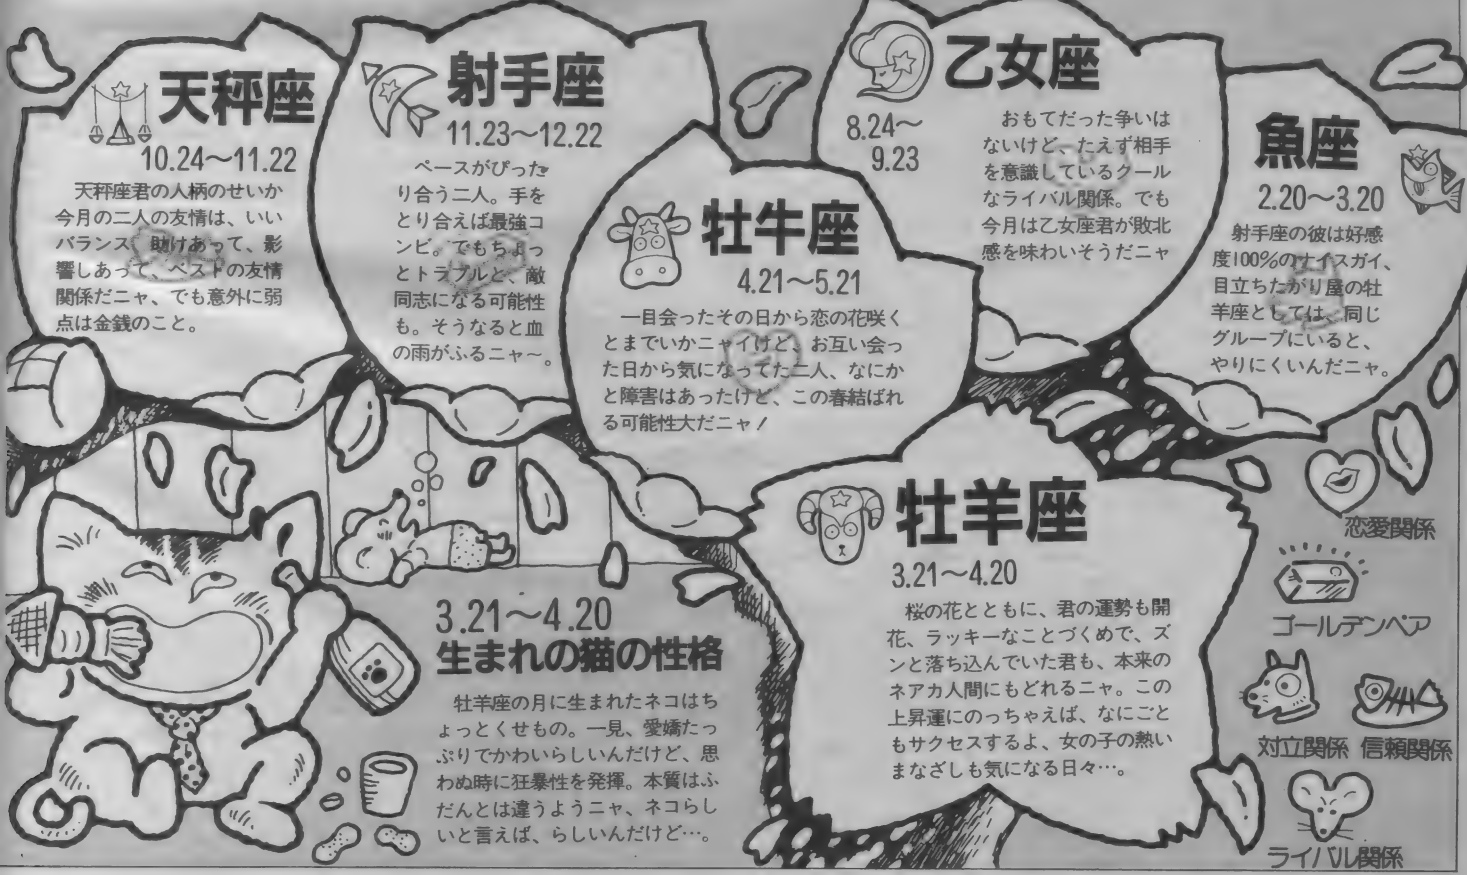 天秤座
10.24〜11.22
天秤座君の人柄のせいか
今月の二人の友情は、いい
バランス、助けあって、影
響しあって、ベストの友情
関係だニャ、でも意外に弱
点は金銭のこと。
射手座
11.23〜12.22
ペースがぴった
り合う二人。手を
とり合えば最強コ
ンビ。でもちょっ
とトラブルと、敵
同志になる可能性
も。そうなると血
の雨がふるニャ〜。
牡牛座
4.21〜5.21
一目会ったその日から恋の花咲く
とまでいかニャイけど、お互い会っ
た日から気になってた二人、なにか
と障害はあったけど、この春結ばれ
る可能性大だニャ！
乙女座
8.24〜
9.23
おもてだった争いは
ないけど、たえず相手
を意識しているクール
なライバル関係。でも
今月は乙女座君が敗北
感を味わいそうだニャ
魚座
2.20〜3.20
射手座の彼は好感
度100%のナイスガイ、
目立ちたがり屋の牡
羊座としては、同じ
グループにいると、
やりにくいんだニャ。
牡羊座
3.21〜4.20
桜の花とともに、君の運勢も開
花、ラッキーなことづくめで、ズ
ンと落ち込んでいた君も、本来の
ネアカ人間にもどれるニャ。この
上昇運にのっちゃえば、なにごと
もサクセスするよ、女の子の熱い
まなざしも気になる日々…。
3.21〜4.20
生まれの猫の性格
牡羊座の月に生まれたネコはち
ょっとくせもの。一見、愛嬌たっ
ぷりでかわいらしいんだけど、思
わぬ時に狂暴性を発揮。本質はふ
だんとは違うようニャ、ネコらし
いと言えば、らしいんだけど…。
恋愛関係
ゴールデンペア
対立関係 信頼関係
ライバル関係